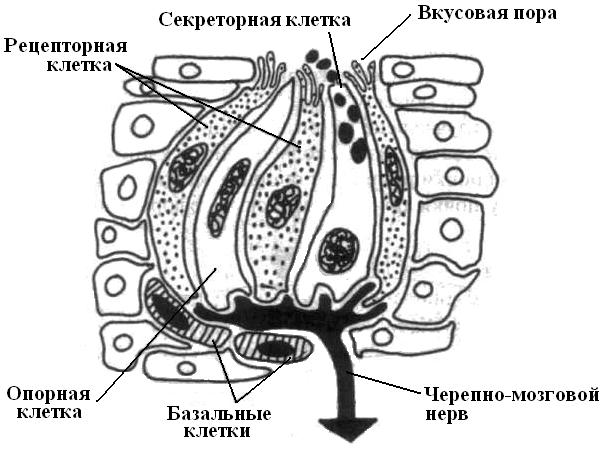 Секреторная клетка
Вкусовая пора
Рецепторная
клетка
Опорная
клетка
Базальные
клетки
Черепно-мозговой
нерв